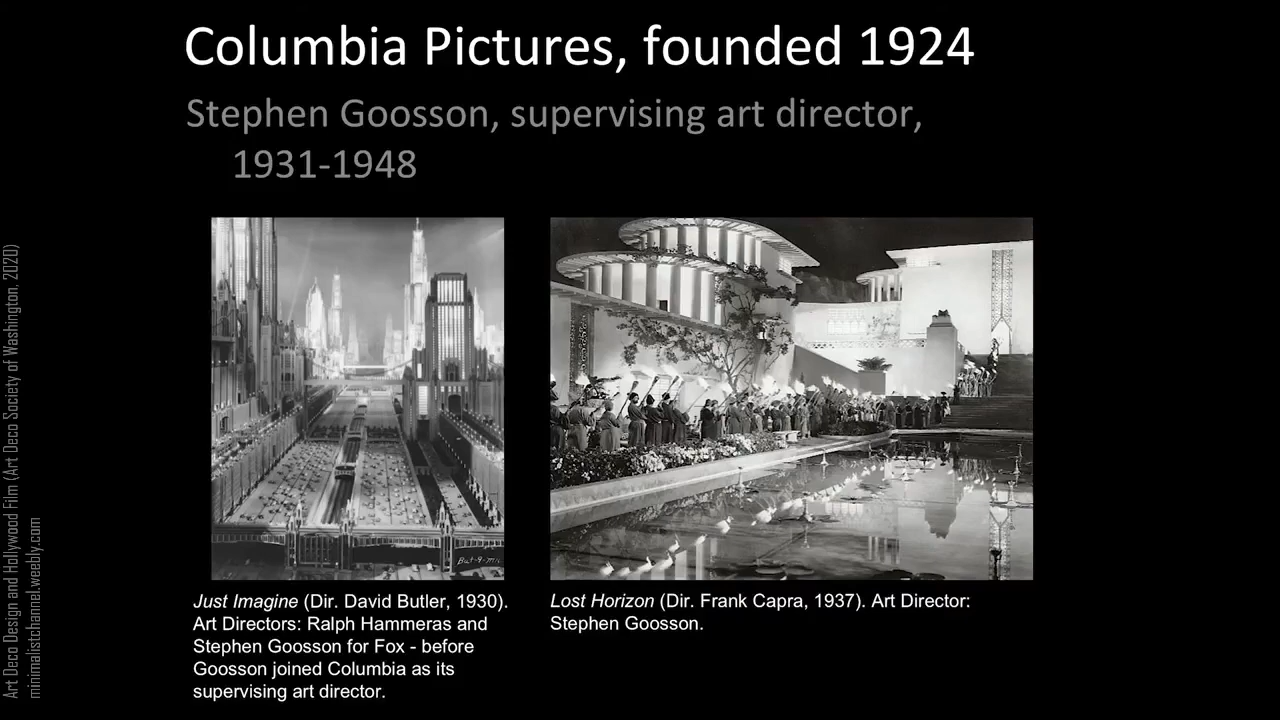 Columbia Pictures, founded 1924
Stephen Goosson, supervising art director,
1931-1948
Just Imagine (Dir. David Butler, 1930).
Art Directors: Ralph Hammeras and
Stephen Goosson for Fox - before
Goosson joined Columbia as its
supervising art director.
Lost Horizon (Dir. Frank Capra, 1937). Art Director:
Stephen Goosson.
Art Deco Design and Hollywood Film (Art Deco Society of Washington, 2020)
minimalistchannel.weebly.com